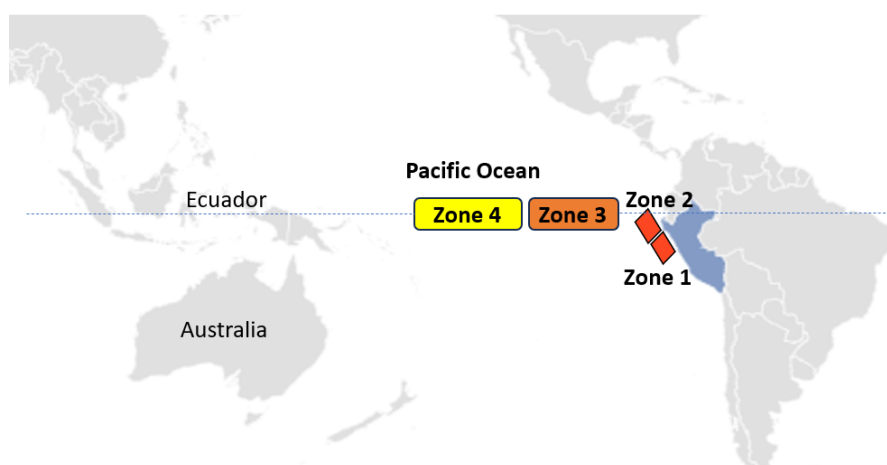 Pacific Ocean
Ecuador
Zone 2
Zone 4
Zone 3
Zone 1
Australia